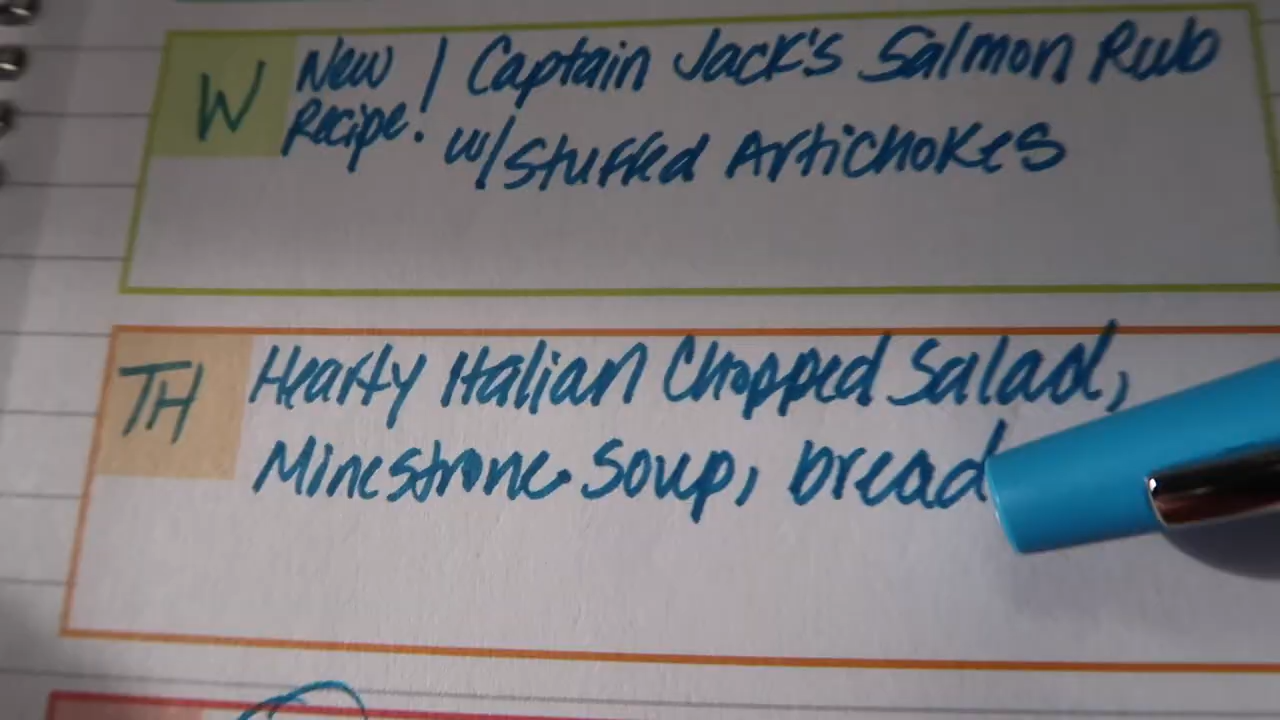 W New / Captain Jack's Salmon Rub
Recipe! w/Stuffed Artichokes
TH Hearty Italian Chopped Salad,
Minestrone Soup, bread